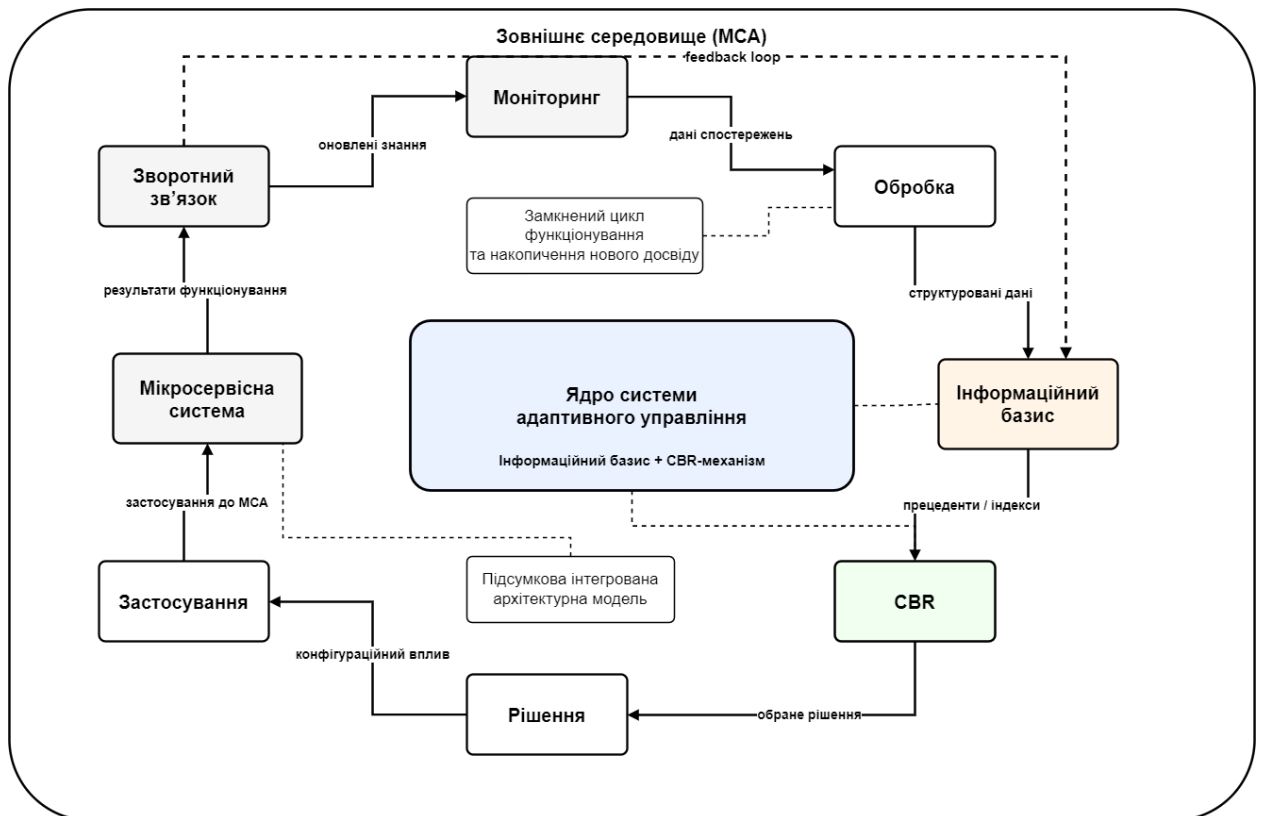 Зовнішнє середовище (МСА)
feedback loop
Моніторинг
дані спостережень
оновлені знання
Зворотний
зв’язок
Обробка
Замкнений цикл
функціонування
та накопичення нового досвіду
результати функціонування
структуровані дані
Мікросервісна
система
Ядро системи
адаптивного управління
Інформаційний базис + CBR-механізм
Інформаційний
базис
застосування до МСА
прецеденти / індекси
Застосування
Підсумкова інтегрована
архітектурна модель
CBR
конфігураційний вплив
Рішення
обране рішення